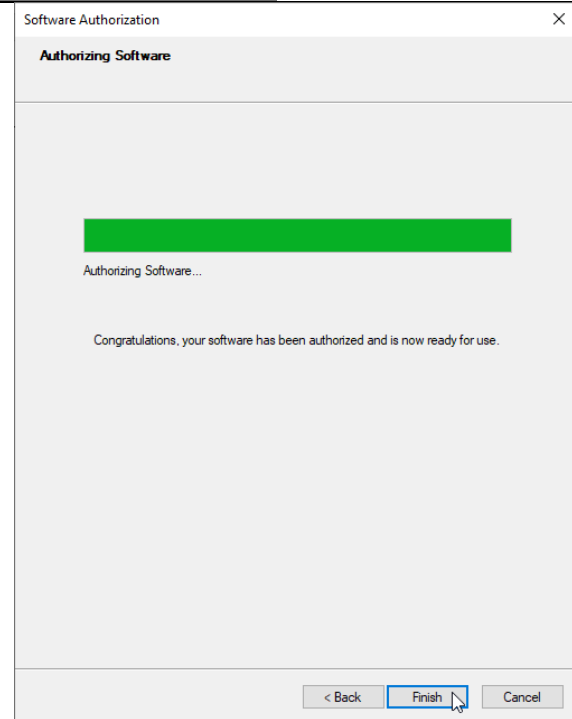 Software Authorization
Authorizing Software
Authorizing Software...
Congratulations, your software has been authorized and is now ready for use.
< Back Finish Cancel